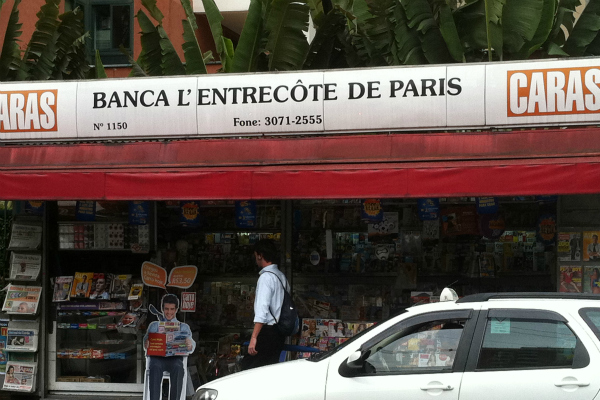 CARAS
BANCA L'ENTRECÔTE DE PARIS
Nº 1150
Fone: 3071-2555
CARAS